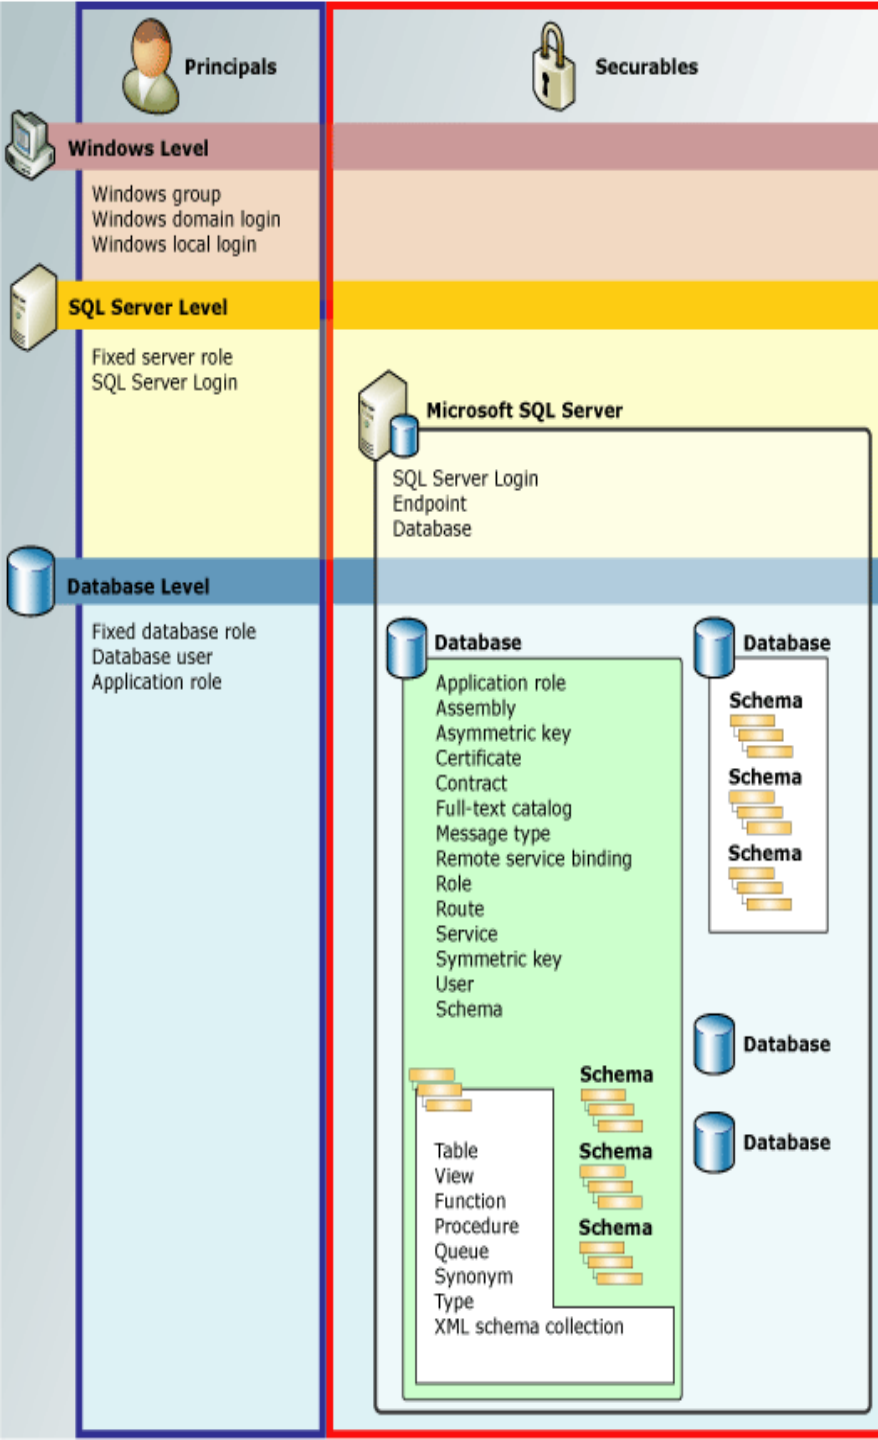 Principals
Securables
Windows Level
Windows group
Windows domain login
Windows local login
SQL Server Level
Fixed server role
SQL Server Login
Microsoft SQL Server
SQL Server Login
Endpoint
Database
Database Level
Fixed database role
Database user
Application role
Database
Application role
Assembly
Asymmetric key
Certificate
Contract
Full-text catalog
Message type
Remote service binding
Role
Route
Service
Symmetric key
User
Schema
Table
View
Function
Procedure
Queue
Synonym
Type
XML schema collection
Schema
Schema
Schema
Database
Schema
Schema
Schema
Database
Database